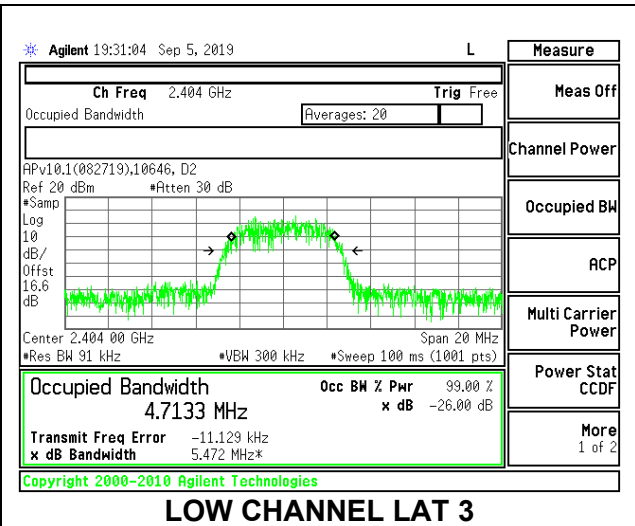 Agilent 19:31:04 Sep 5, 2019 L Measure
Ch Freq 2.404 GHz Trig Free Meas Off
Occupied Bandwidth Averages: 20
Channel Power
APv10.1(082719),10646, D2
Ref 20 dBm #Atten 30 dB
#Samp Occupied BW
Log
10
dB/ ACP
Offst
16.6
dB Multi Carrier
Power
Center 2.404 00 GHz Span 20 MHz
#Res BW 91 kHz #VBW 300 kHz #Sweep 100 ms (1001 pts)
Power Stat
CCDF
Occupied Bandwidth Occ BW % Pwr 99.00 %
4.7133 MHz x dB -26.00 dB
Transmit Freq Error -11.129 kHz More
x dB Bandwidth 5.472 MHz* 1 of 2
Copyright 2000-2010 Agilent Technologies
LOW CHANNEL LAT 3